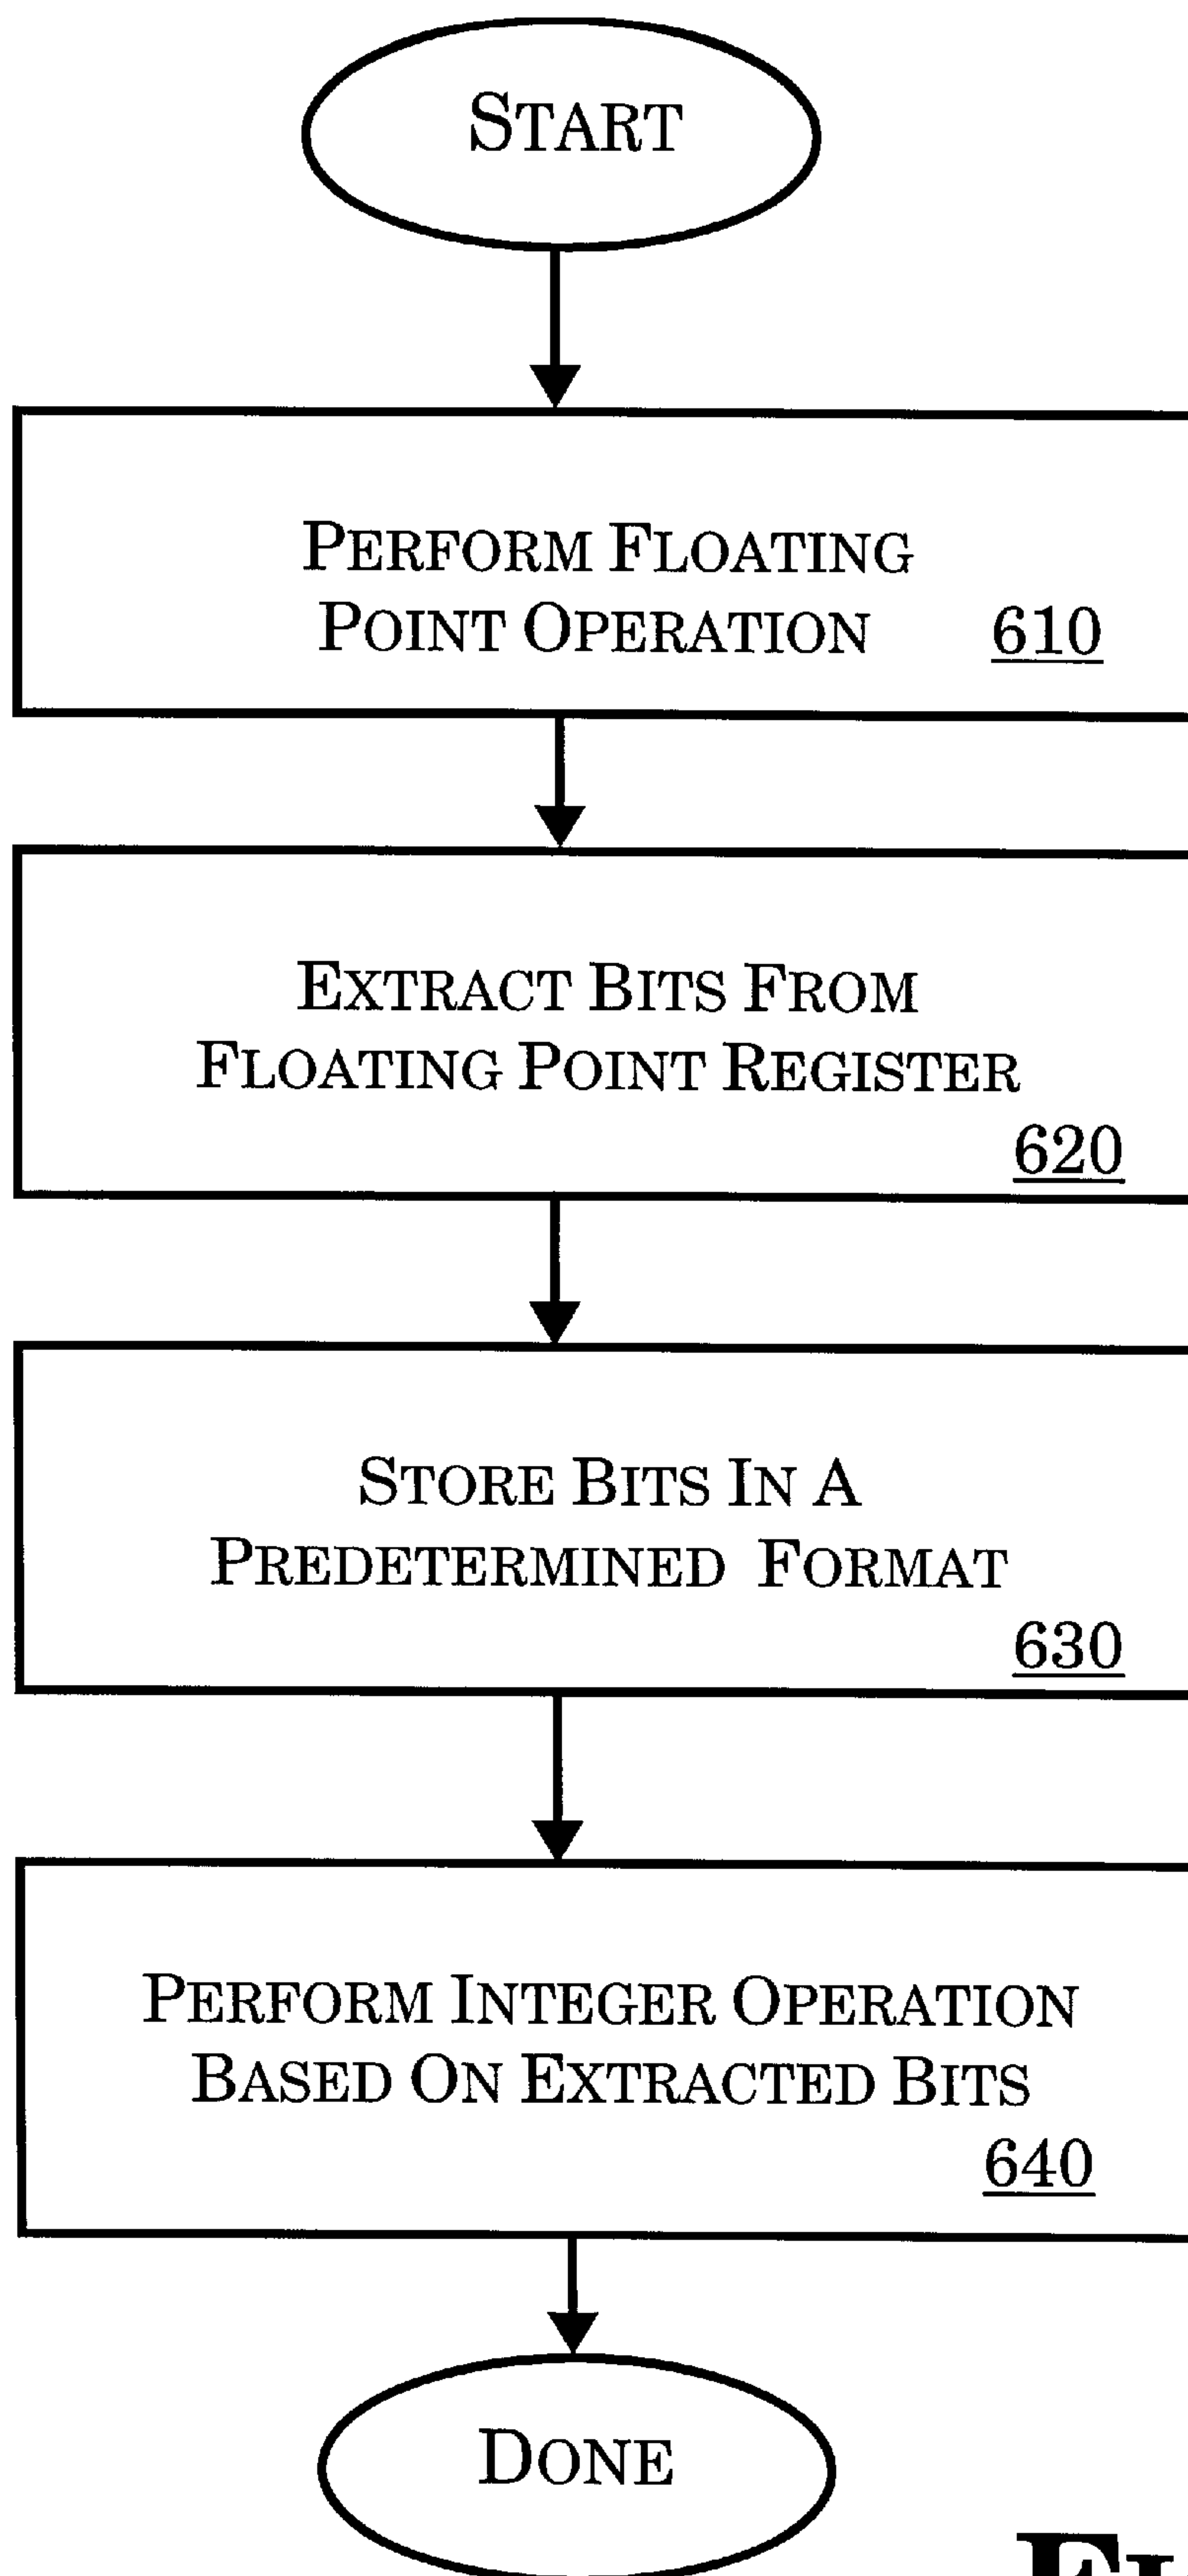 START
PERFORM FLOATING
POINT OPERATION 610
EXTRACT BITS FROM
FLOATING POINT REGISTER
620
STORE BITS IN A
PREDETERMINED FORMAT
630
PERFORM INTEGER OPERATION
BASED ON EXTRACTED BITS
640
DONE